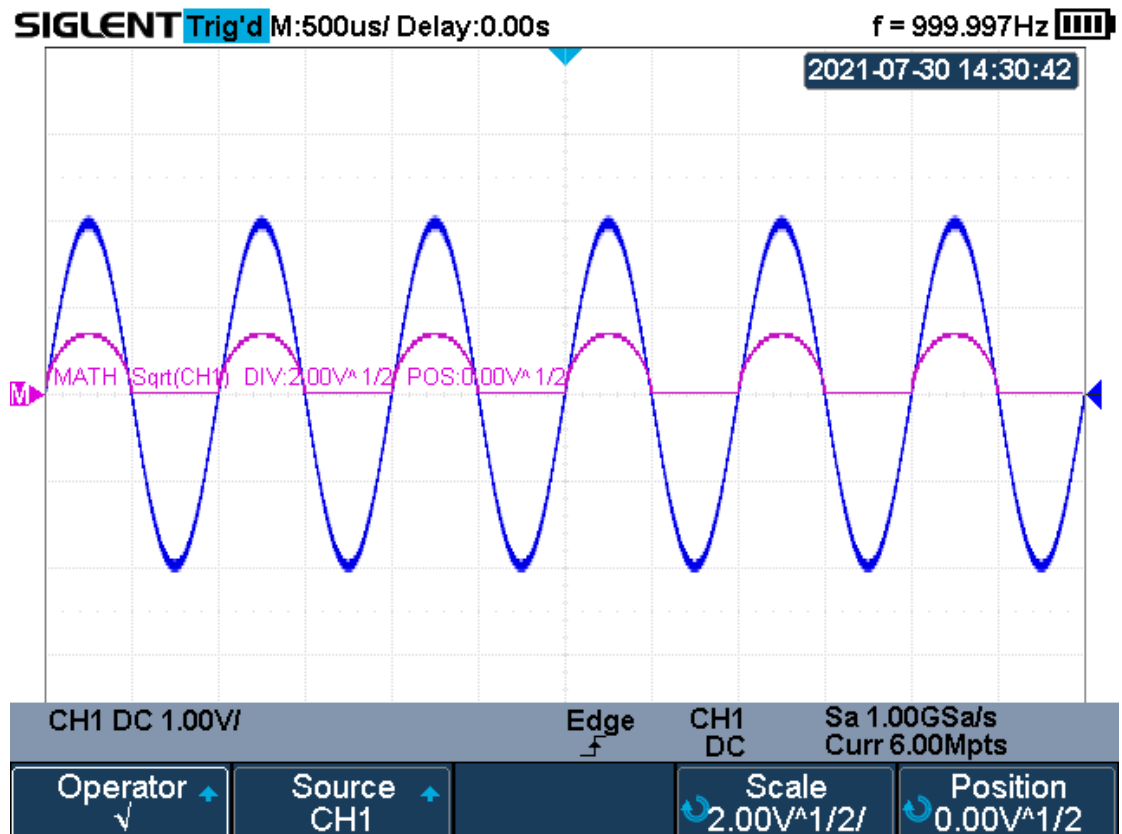 SIGLENT Trig'd M:500us/ Delay:0.00s f = 999.997Hz
2021-07-30 14:30:42
M MATH Sqrt(CH1) DIV:2.00V^1/2 POS:0.00V^1/2
CH1 DC 1.00V/ Edge CH1 Sa 1.00GSa/s
DC Curr 6.00Mpts
Operator Source Scale Position
√ CH1 2.00V^1/2/ 0.00V^1/2